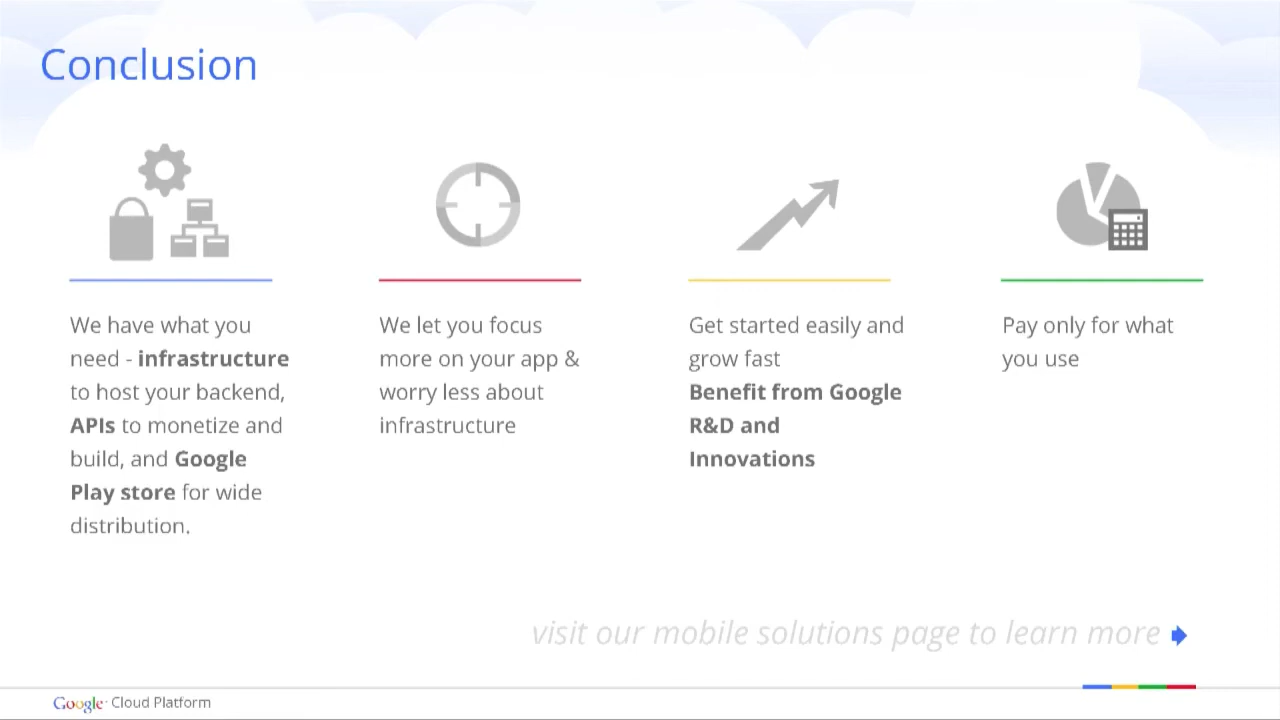 Conclusion
We have what you
need - infrastructure
to host your backend,
APIs to monetize and
build, and Google
Play store for wide
distribution.
We let you focus
more on your app &
worry less about
infrastructure
Get started easily and
grow fast
Benefit from Google
R&D and
Innovations
Pay only for what
you use
visit our mobile solutions page to learn more
Google Cloud Platform